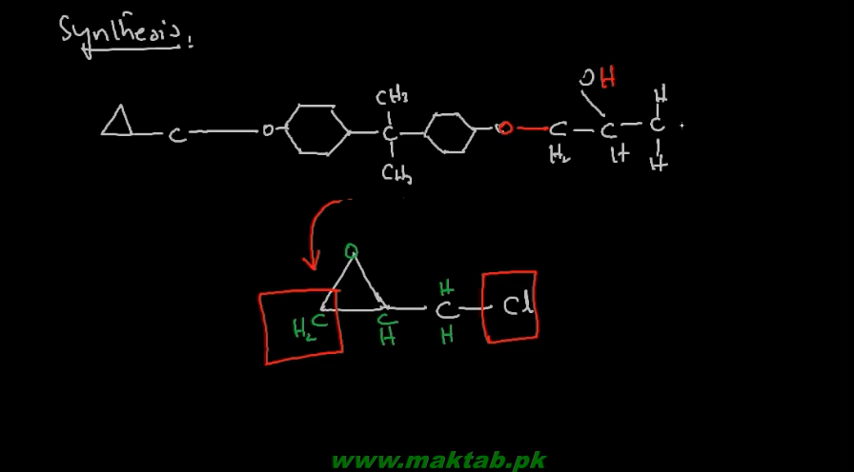 Synthesis.
OH
CH3
H
C O C O C C C .
H2 H H
CH3
O
H
H2C C C Cl
H H
www.maktab.pk